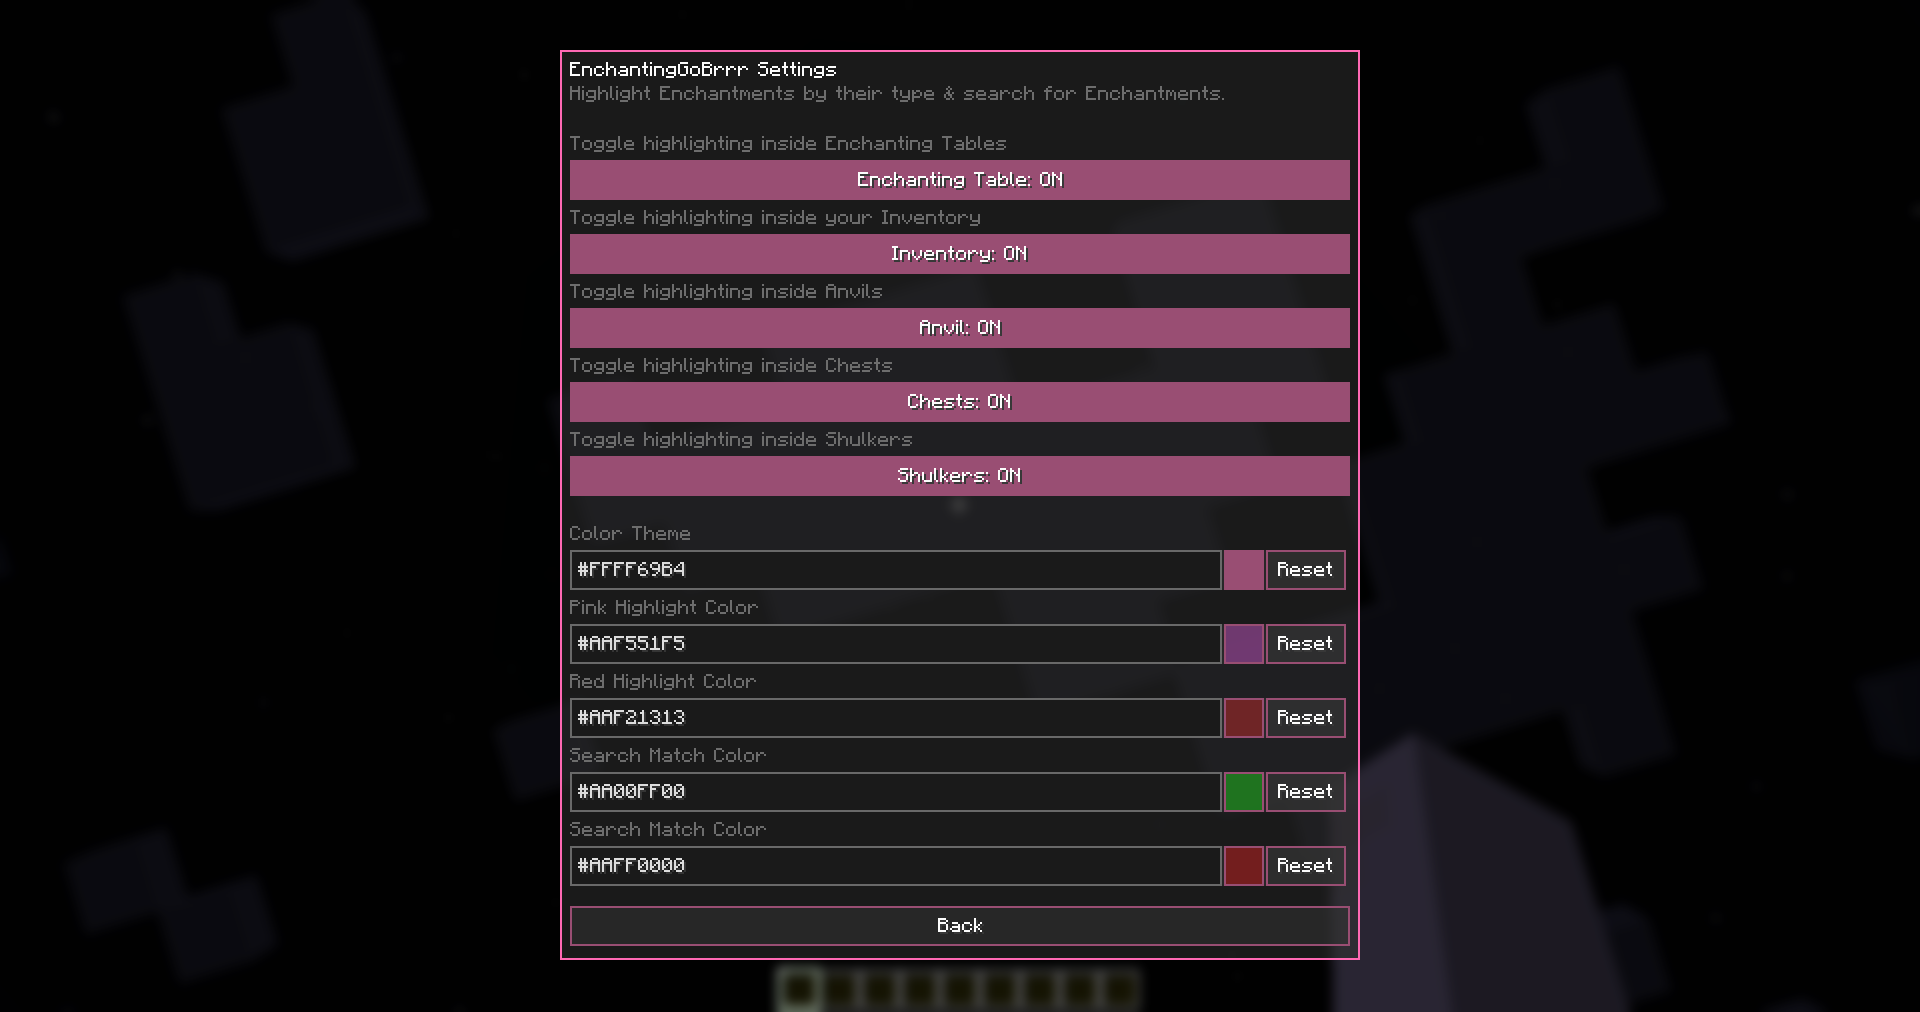 EnchantingGoBrrr Settings
Highlight Enchantments by their type & search for Enchantments.
Toggle highlighting inside Enchanting Tables
Enchanting Table: ON
Toggle highlighting inside your Inventory
Inventory: ON
Toggle highlighting inside Anvils
Anvil: ON
Toggle highlighting inside Chests
Chests: ON
Toggle highlighting inside Shulkers
Shulkers: ON
Color Theme
#FFFF69B4 Reset
Pink Highlight Color
#AAF551F5 Reset
Red Highlight Color
#AAF21313 Reset
Search Match Color
#AA00FF00 Reset
Search Match Color
#AAFF0000 Reset
Back